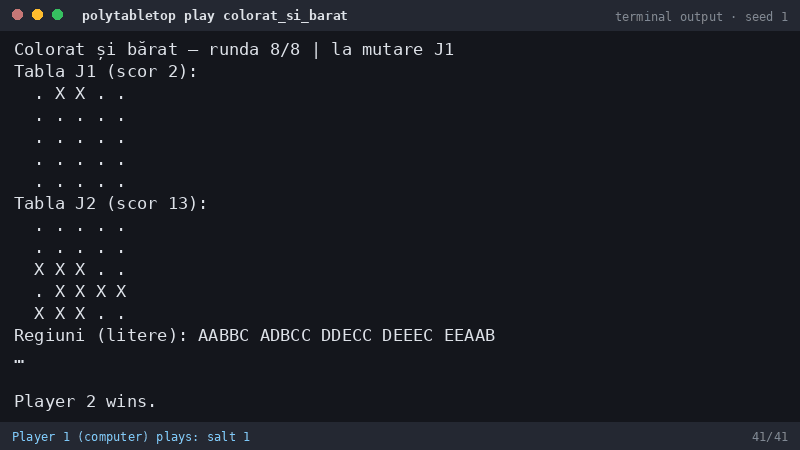 polytabletop play colorat_si_barat
terminal output · seed 1
Colorat și bărat — runda 8/8 | la mutare J1
Tabla J1 (scor 2):
. X X . .
. . . . .
. . . . .
. . . . .
. . . . .
Tabla J2 (scor 13):
. . . . .
. . . . .
X X X . .
. X X X X
X X X . .
Regiuni (litere): AABBC ADBCC DDECC DEEEC EEAAB
…
Player 2 wins.
Player 1 (computer) plays: salt 1
41/41